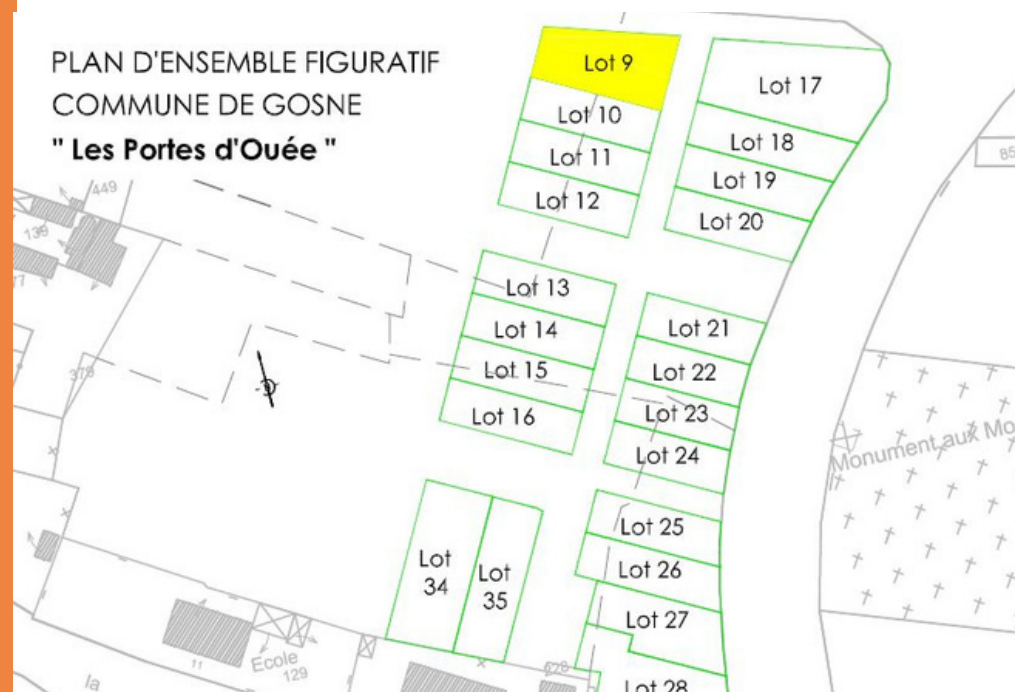 PLAN D'ENSEMBLE FIGURATIF
COMMUNE DE GOSNE
" Les Portes d'Ouée "
Lot 9
Lot 10
Lot 11
Lot 12
Lot 17
Lot 18
Lot 19
Lot 20
85
449
139
77
379
Lot 13
Lot 14
Lot 15
Lot 16
Lot 21
Lot 22
Lot 23
Lot 24
Monument aux Mo
Lot 25
Lot 26
Lot 27
Lot 28
Lot
34
Lot
35
11
Ecole
129
la